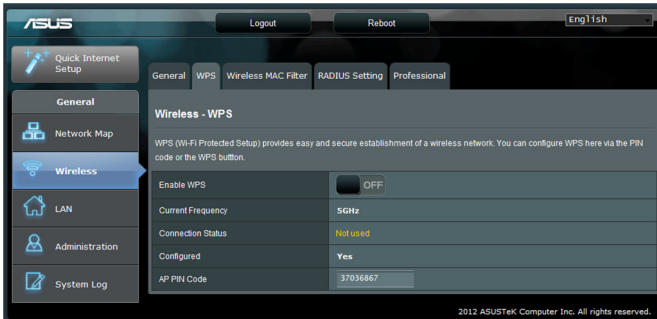 ASUS
Logout
Reboot
English
Quick Internet
Setup
General
Network Map
Wireless
LAN
Administration
System Log
General
WPS
Wireless MAC Filter
RADIUS Setting
Professional
Wireless - WPS
WPS (Wi-Fi Protected Setup) provides easy and secure establishment of a wireless network. You can configure WPS here via the PIN
code or the WPS buttton.
Enable WPS
OFF
Current Frequency
5GHz
Connection Status
Not used
Configured
Yes
AP PIN Code
37036867
2012 ASUSTeK Computer Inc. All rights reserved.